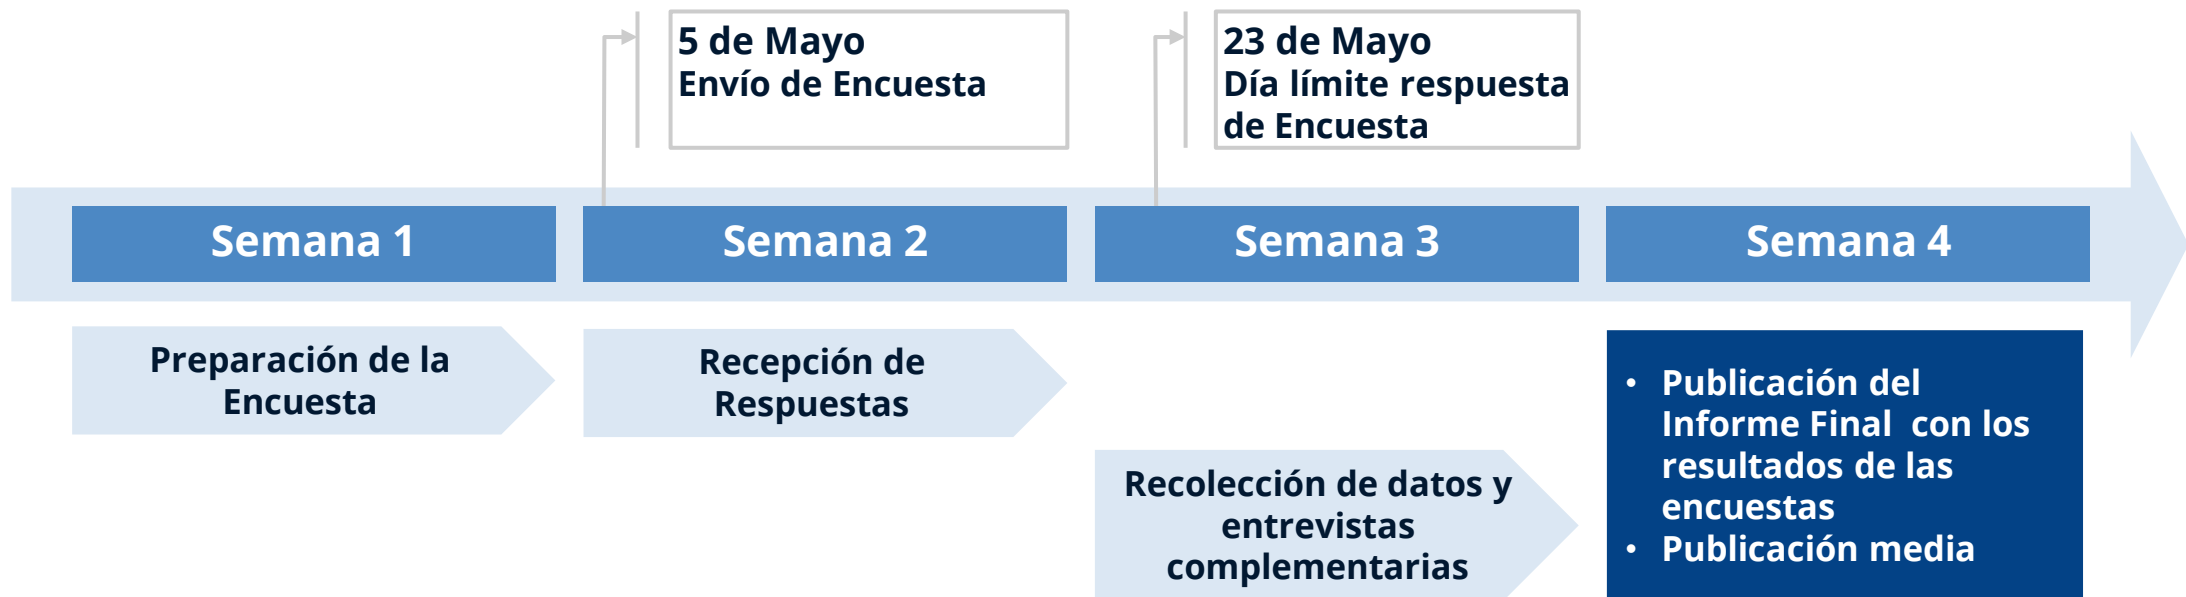 5 de Mayo
Envío de Encuesta
23 de Mayo
Día límite respuesta
de Encuesta
Semana 1
Semana 2
Semana 3
Semana 4
Preparación de la
Encuesta
Recepción de
Respuestas
Recolección de datos y
entrevistas
complementarias
• Publicación del
Informe Final  con los
resultados de las
encuestas
• Publicación media